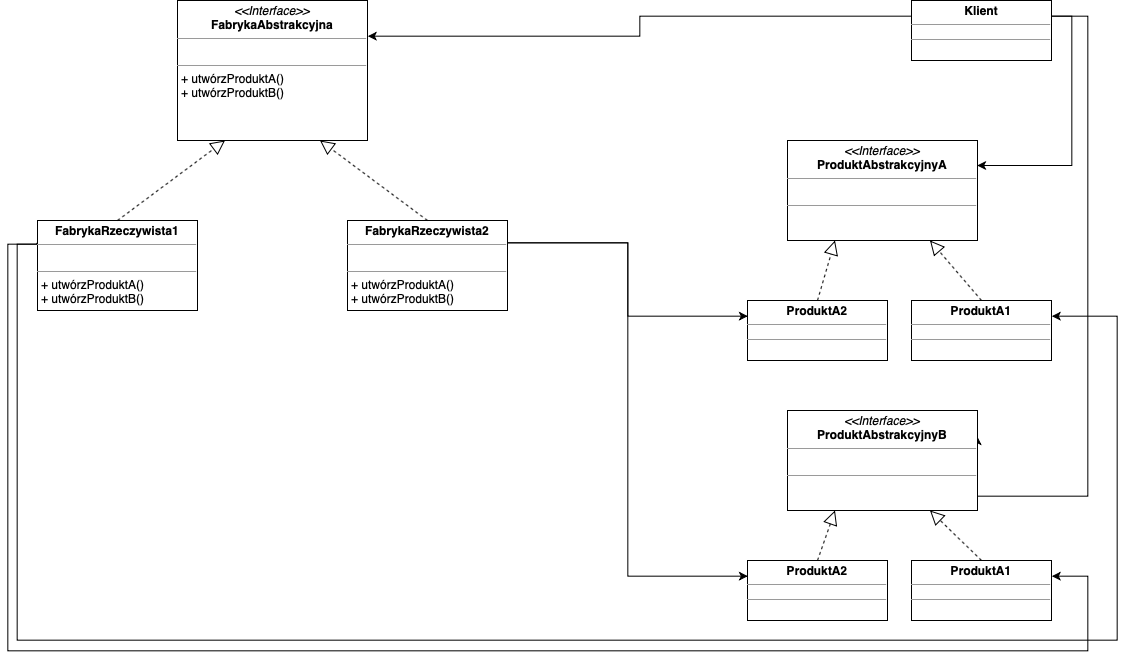 <<Interface>>
FabrykaAbstrakcyjna
+ utwórzProduktA()
+ utwórzProduktB()
Klient
<<Interface>>
ProduktAbstrakcyjnyA
FabrykaRzeczywista1
+ utwórzProduktA()
+ utwórzProduktB()
FabrykaRzeczywista2
+ utwórzProduktA()
+ utwórzProduktB()
ProduktA2
ProduktA1
<<Interface>>
ProduktAbstrakcyjnyB
ProduktA2
ProduktA1